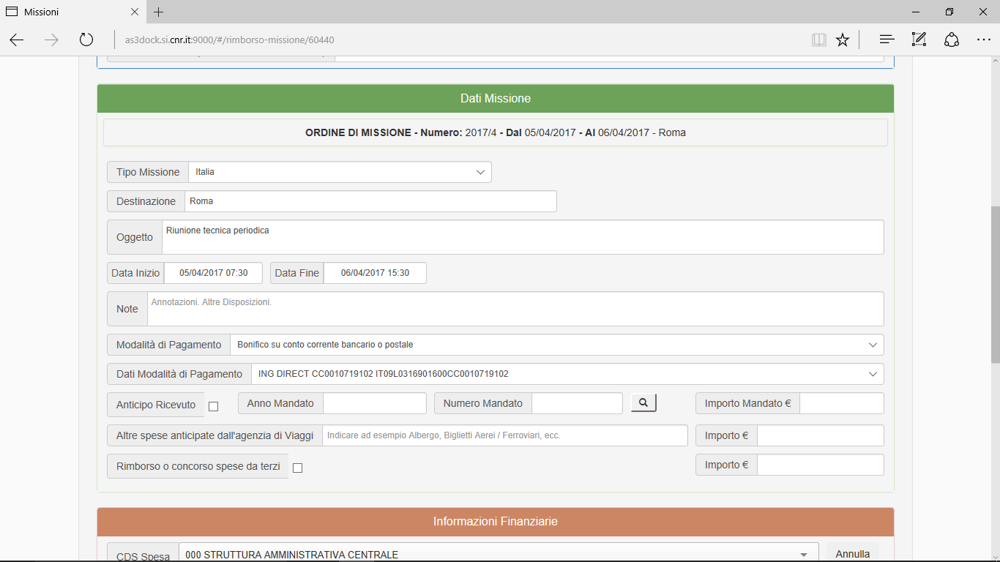 Missioni
as3dock.si.cnr.it:9000/#/rimborso-missione/60440
Dati Missione
ORDINE DI MISSIONE - Numero: 2017/4 - Dal 05/04/2017 - Al 06/04/2017 - Roma
Tipo Missione Italia
Destinazione Roma
Oggetto Riunione tecnica periodica
Data Inizio 05/04/2017 07:30 Data Fine 06/04/2017 15:30
Note Annotazioni. Altre Disposizioni.
Modalità di Pagamento Bonifico su conto corrente bancario o postale
Dati Modalità di Pagamento ING DIRECT CC0010719102 IT09L0316901600CC0010719102
Anticipo Ricevuto Anno Mandato Numero Mandato Importo Mandato €
Altre spese anticipate dall'agenzia di Viaggi Indicare ad esempio Albergo, Biglietti Aerei / Ferroviari, ecc. Importo €
Rimborso o concorso spese da terzi Importo €
Informazioni Finanziarie
CDS Spesa 000 STRUTTURA AMMINISTRATIVA CENTRALE Annulla